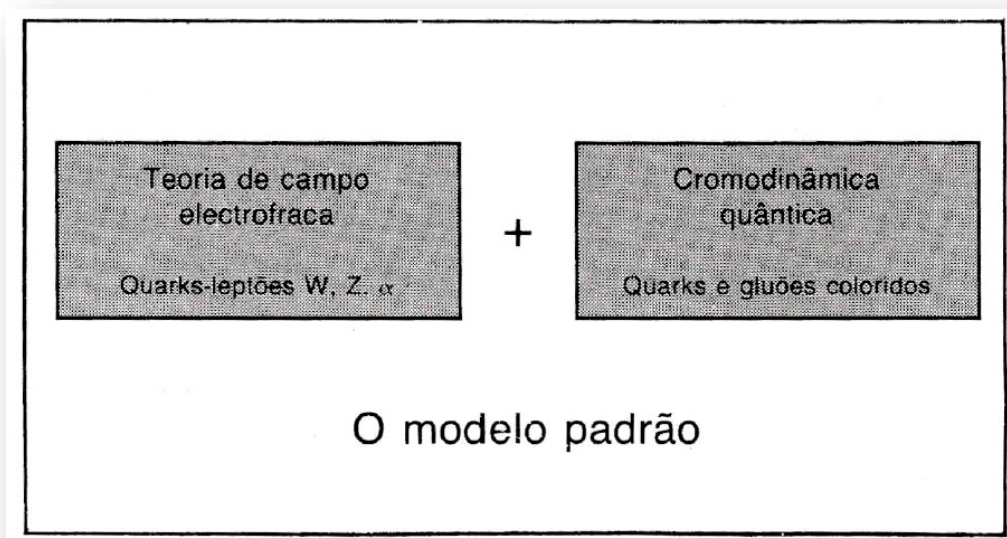 Teoria de campo
electrofraca
Quarks-leptões W, Z. α
+
Cromodinâmica
quântica
Quarks e gluões coloridos
O modelo padrão